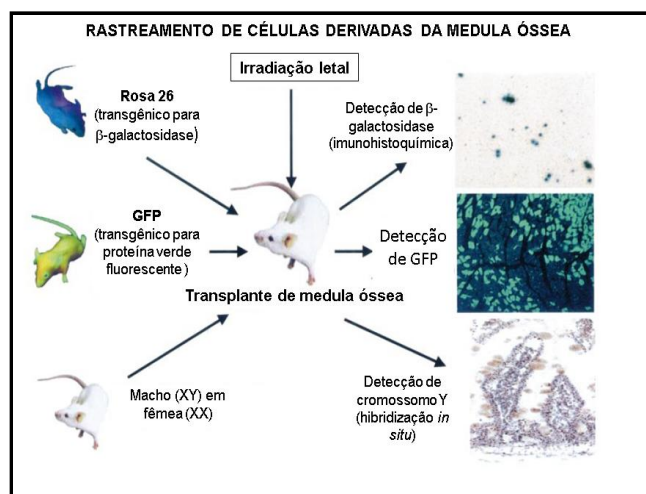 RASTREAMENTO DE CÉLULAS DERIVADAS DA MEDULA ÓSSEA
Irradiação letal
Rosa 26
(transgênico para
β-galactosidase)
Detecção de β-
galactosidase
(imunohistoquímica)
GFP
(transgênico para
proteína verde
fluorescente )
Detecção
de GFP
Transplante de medula óssea
Macho (XY) em
fêmea (XX)
Detecção de
cromossomo Y
(hibridização in
situ)